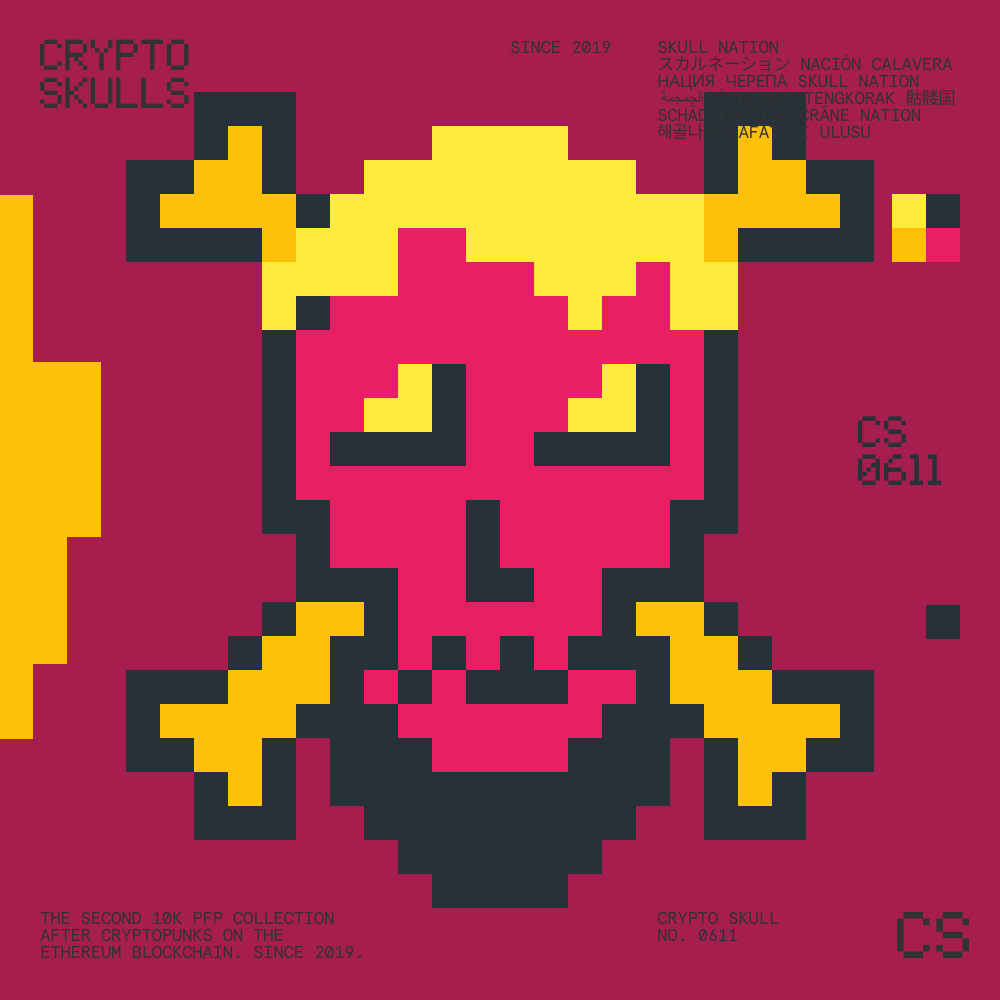 CRYPTO
SKULLS
SINCE 2019
SKULL NATION
スカルネーション NACIÓN CALAVERA
НАЦИЯ ЧЕРЕПА SKULL NATION
TENGKORAK 骷髅国
CRÂNE NATION
ULUSU
CS
0611
THE SECOND 10K PFP COLLECTION
AFTER CRYPTOPUNKS ON THE
ETHEREUM BLOCKCHAIN. SINCE 2019.
CRYPTO SKULL
NO. 0611
CS